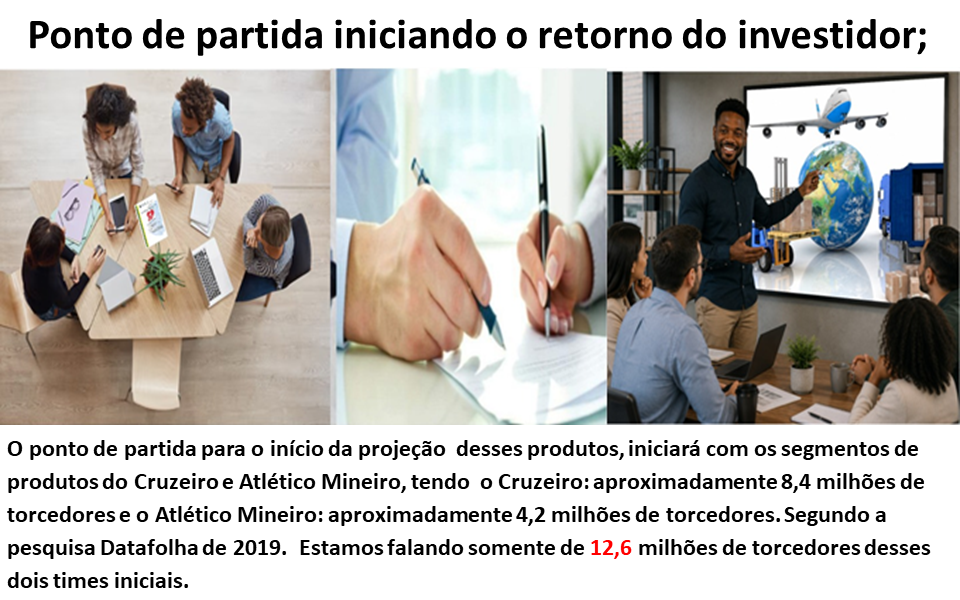 Ponto de partida iniciando o retorno do investidor;
O ponto de partida para o início da projeção desses produtos, iniciará com os segmentos de
produtos do Cruzeiro e Atlético Mineiro, tendo o Cruzeiro: aproximadamente 8,4 milhões de
torcedores e o Atlético Mineiro: aproximadamente 4,2 milhões de torcedores. Segundo a
pesquisa Datafolha de 2019. Estamos falando somente de 12,6 milhões de torcedores desses
dois times iniciais.